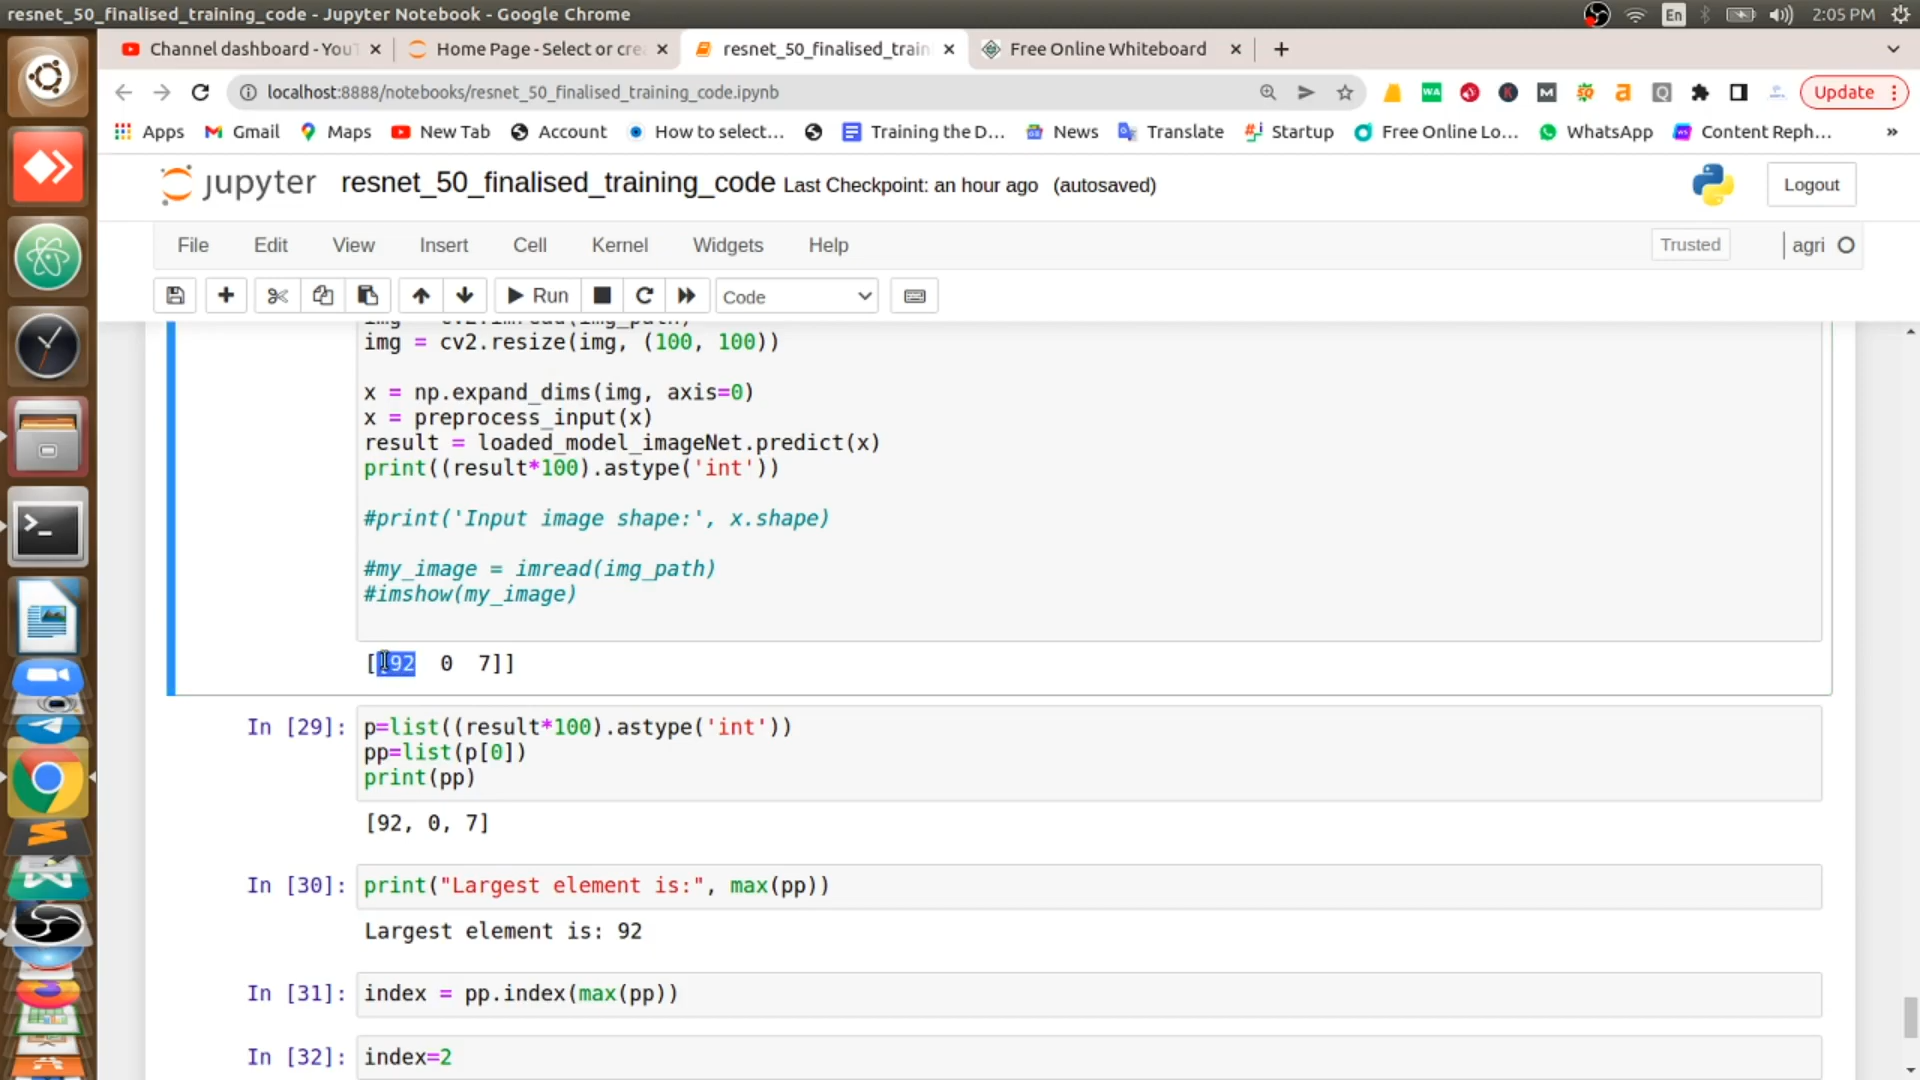 resnet_50_finalised_training_code - Jupyter Notebook - Google Chrome
En
2:05 PM
Channel dashboard - YouT
Home Page - Select or crea
resnet_50_finalised_train
Free Online Whiteboard
localhost:8888/notebooks/resnet_50_finalised_training_code.ipynb
WA
K
M
a
Q
Update
Apps
Gmail
Maps
New Tab
Account
How to select...
Training the D...
News
Translate
Startup
Free Online Lo...
WhatsApp
Content Reph...
»
jupyter
resnet_50_finalised_training_code Last Checkpoint: an hour ago (autosaved)
Logout
File
Edit
View
Insert
Cell
Kernel
Widgets
Help
Trusted
agri
Run
Code
img = cv2.imread(img_path)
img = cv2.resize(img, (100, 100))
x = np.expand_dims(img, axis=0)
x = preprocess_input(x)
result = loaded_model_imageNet.predict(x)
print((result*100).astype('int'))
#print('Input image shape:', x.shape)
#my_image = imread(img_path)
#imshow(my_image)
[[92 0 7]]
In [29]: p=list((result*100).astype('int'))
pp=list(p[0])
print(pp)
[92, 0, 7]
In [30]: print("Largest element is:", max(pp))
Largest element is: 92
In [31]: index = pp.index(max(pp))
In [32]: index=2